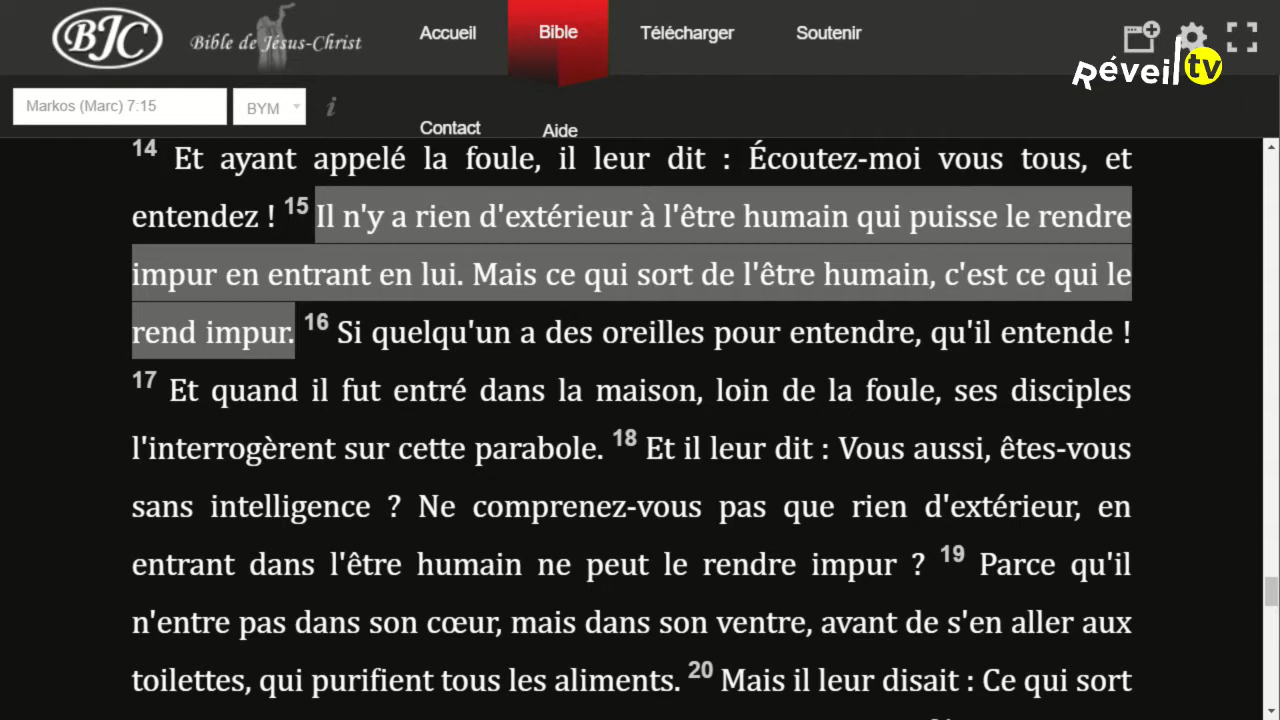 BJC
Bible de Jésus-Christ
Accueil
Bible
Télécharger
Soutenir
Réveil tv
Markos (Marc) 7:15
BYM
i
Contact
Aide
14 Et ayant appelé la foule, il leur dit : Écoutez-moi vous tous, et
entendez ! 15 Il n'y a rien d'extérieur à l'être humain qui puisse le rendre
impur en entrant en lui. Mais ce qui sort de l'être humain, c'est ce qui le
rend impur. 16 Si quelqu'un a des oreilles pour entendre, qu'il entende !
17 Et quand il fut entré dans la maison, loin de la foule, ses disciples
l'interrogèrent sur cette parabole. 18 Et il leur dit : Vous aussi, êtes-vous
sans intelligence ? Ne comprenez-vous pas que rien d'extérieur, en
entrant dans l'être humain ne peut le rendre impur ? 19 Parce qu'il
n'entre pas dans son cœur, mais dans son ventre, avant de s'en aller aux
toilettes, qui purifient tous les aliments. 20 Mais il leur disait : Ce qui sort